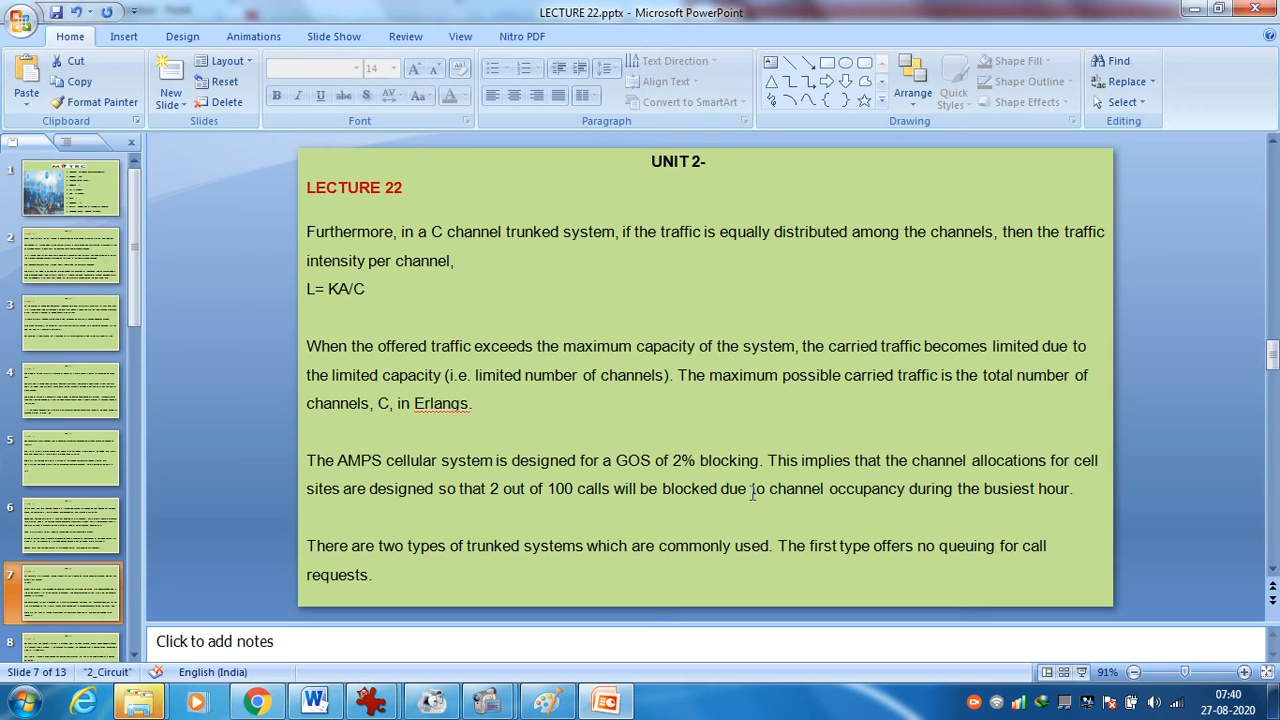 LECTURE 22.pptx - Microsoft PowerPoint
Home Insert Design Animations Slide Show Review View Nitro PDF
Paste
Cut
Copy
Format Painter
Clipboard
New Slide
Layout
Reset
Delete
Slides
14
Font
Text Direction
Align Text
Convert to SmartArt
Paragraph
Arrange
Quick Styles
Shape Fill
Shape Outline
Shape Effects
Drawing
Find
Replace
Select
Editing
1
2
3
4
5
6
7
8
UNIT 2-
LECTURE 22
Furthermore, in a C channel trunked system, if the traffic is equally distributed among the channels, then the traffic
intensity per channel,
L= KA/C
When the offered traffic exceeds the maximum capacity of the system, the carried traffic becomes limited due to
the limited capacity (i.e. limited number of channels). The maximum possible carried traffic is the total number of
channels, C, in Erlangs.
The AMPS cellular system is designed for a GOS of 2% blocking. This implies that the channel allocations for cell
sites are designed so that 2 out of 100 calls will be blocked due to channel occupancy during the busiest hour.
There are two types of trunked systems which are commonly used. The first type offers no queuing for call
requests.
Click to add notes
Slide 7 of 13 "2_Circuit" English (India) 91%
07:40
27-08-2020